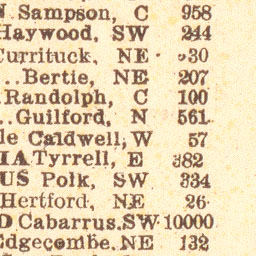 N Sampson, C 958
Haywood, SW 244
Currituck, NE 30
..Bertie, NE 207
Randolph, C 100
..Guilford, N 561
le Caldwell, W 57
IA Tyrrell, E 382
US Polk, SW 334
Hertford, NE 26
D Cabarrus.SW 10000
Edgecombe. NE 132